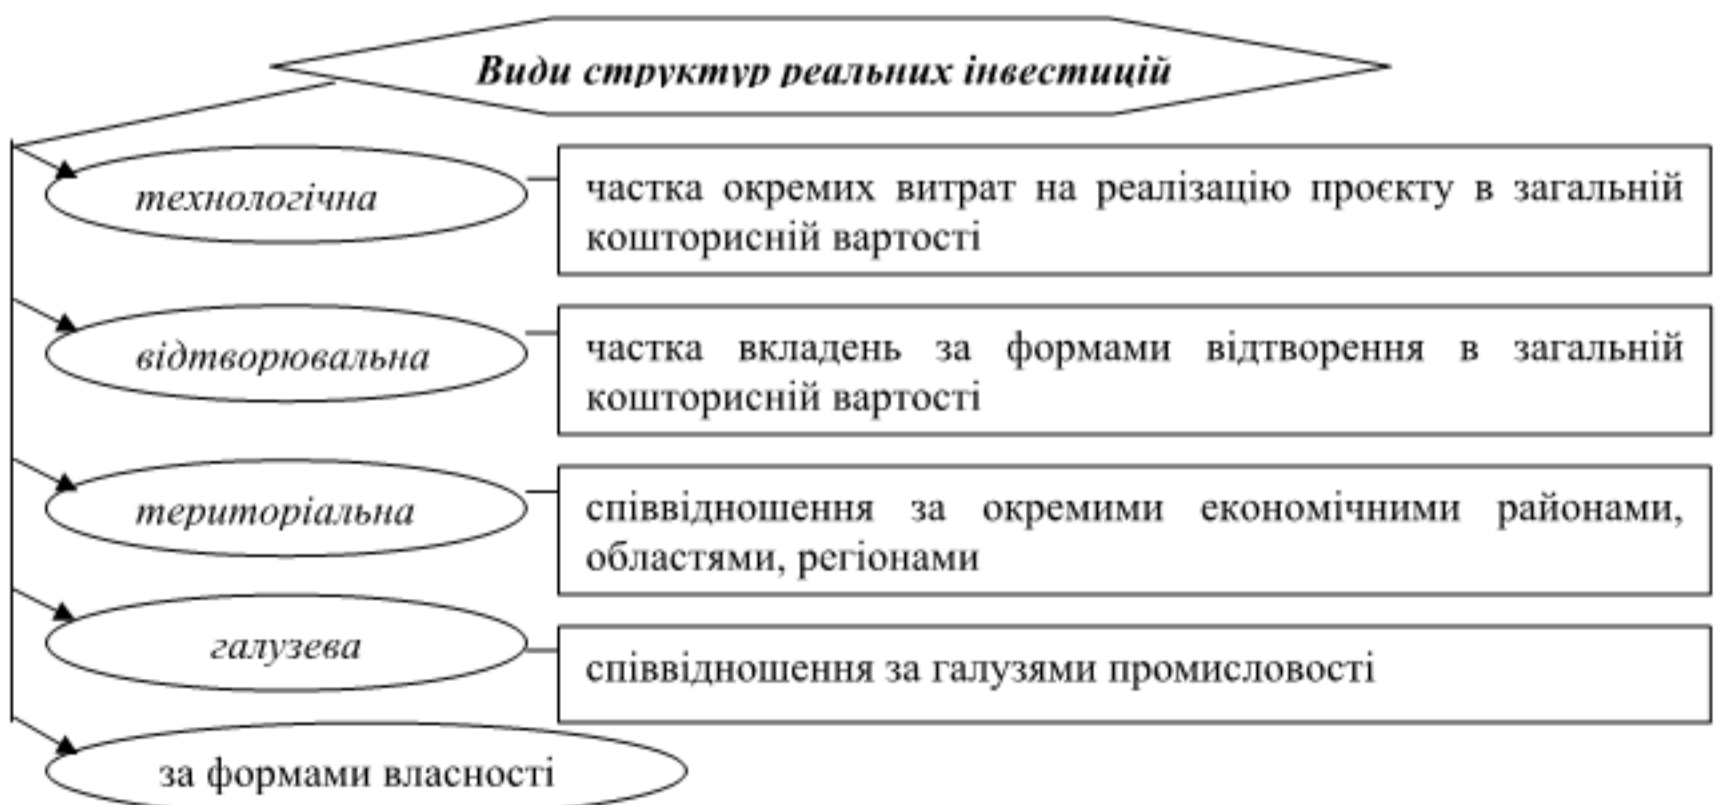 Види структур реальних інвестицій
технологічна
частка окремих витрат на реалізацію проєкту в загальній
кошторисній вартості
відтворювальна
частка вкладень за формами відтворення в загальній
кошторисній вартості
територіальна
співвідношення за окремими економічними районами,
областями, регіонами
галузева
співвідношення за галузями промисловості
за формами власності